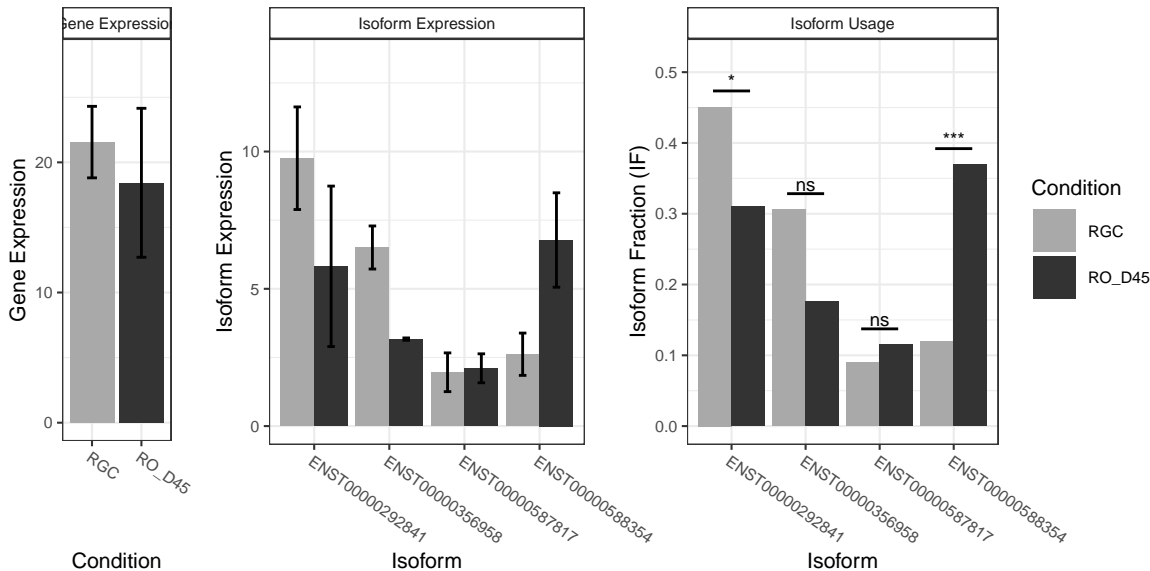 Gene Expression
Isoform Expression
Isoform Usage
Gene Expression
20
10
0
RGC
RO_D45
Condition
Isoform Expression
10
5
0
ENST00000292841
ENST00000356958
ENST00000587817
ENST00000588354
Isoform
Isoform Fraction (IF)
0.5
0.4
0.3
0.2
0.1
0.0
*
ns
ns
***
ENST00000292841
ENST00000356958
ENST00000587817
ENST00000588354
Isoform
Condition
RGC
RO_D45